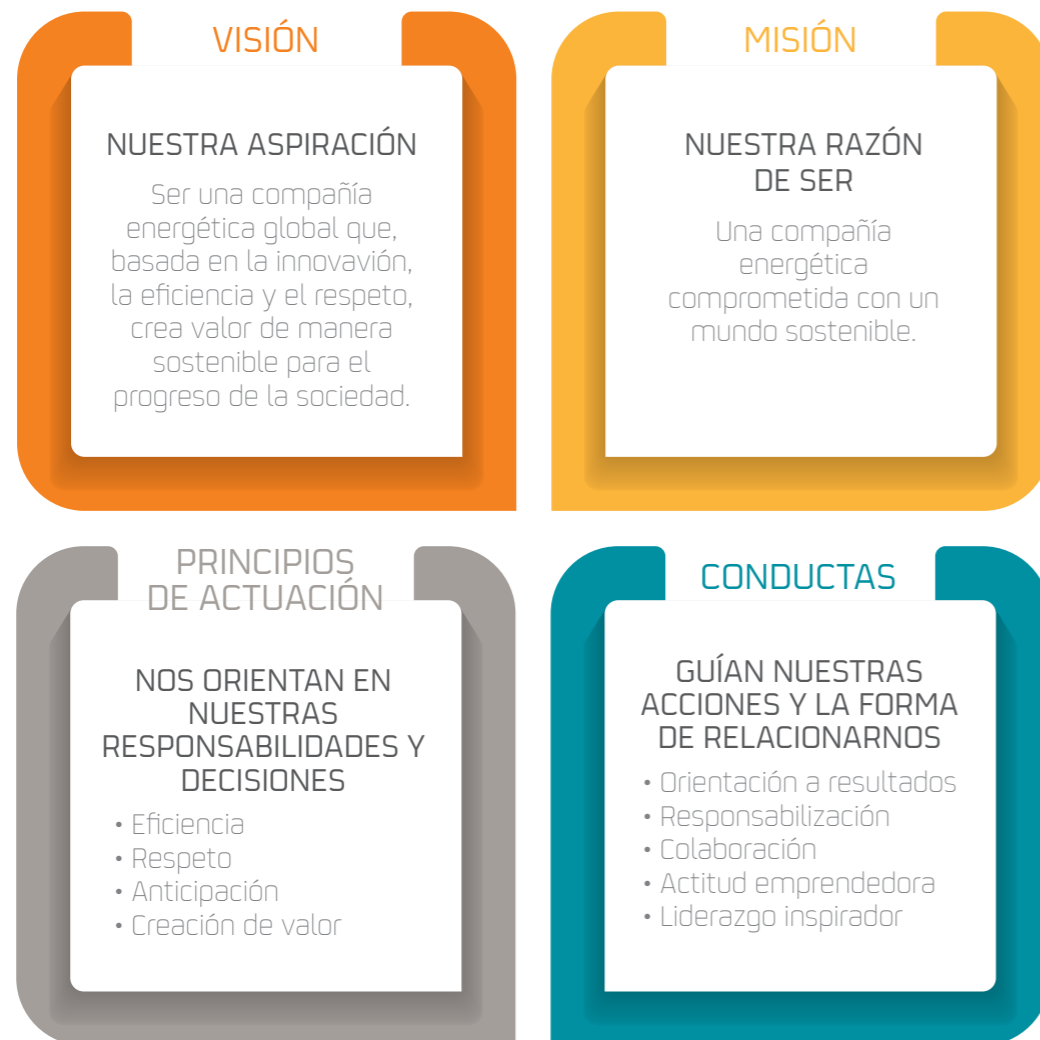 VISIÓN
NUESTRA ASPIRACIÓN
Ser una compañía
energética global que,
basada en la innovavión,
la eficiencia y el respeto,
crea valor de manera
sostenible para el
progreso de la sociedad.
MISIÓN
NUESTRA RAZÓN
DE SER
Una compañía
energética
comprometida con un
mundo sostenible.
PRINCIPIOS
DE ACTUACIÓN
NOS ORIENTAN EN
NUESTRAS
RESPONSABILIDADES Y
DECISIONES
• Eficiencia
• Respeto
• Anticipación
• Creación de valor
CONDUCTAS
GUÍAN NUESTRAS
ACCIONES Y LA FORMA
DE RELACIONARNOS
• Orientación a resultados
• Responsabilización
• Colaboración
• Actitud emprendedora
• Liderazgo inspirador